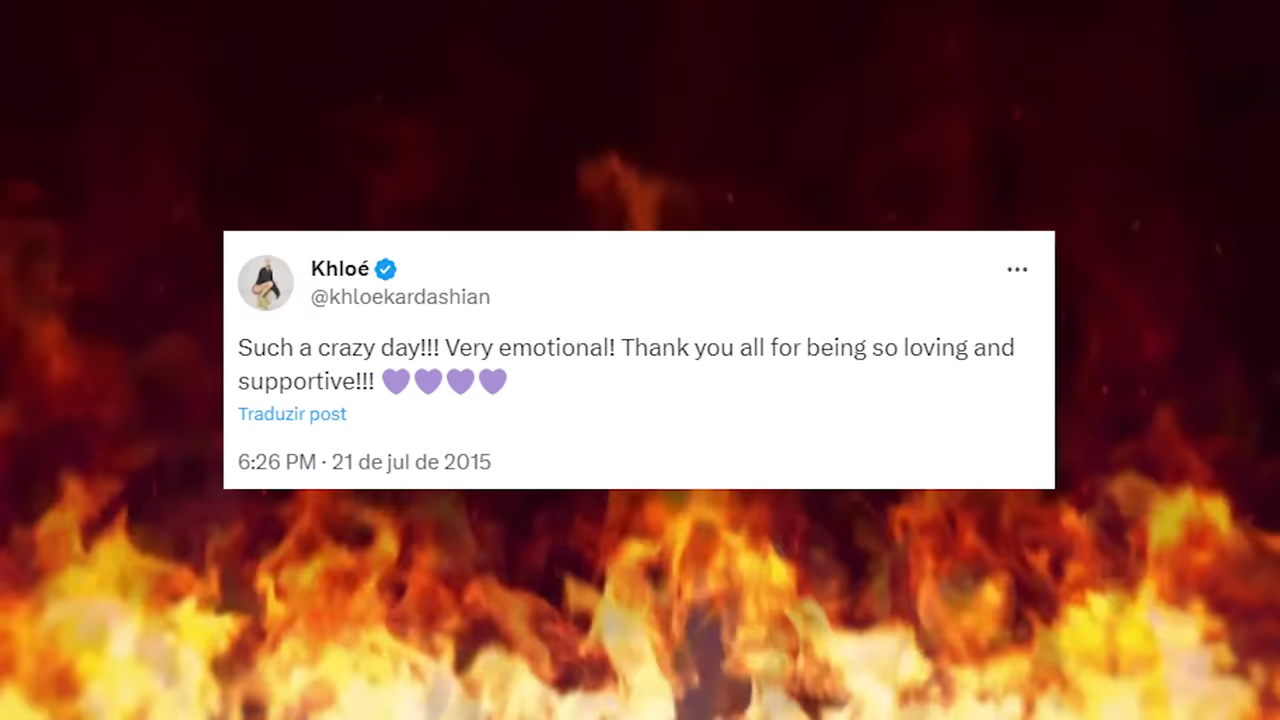 Khloé
@khloekardashian
Such a crazy day!!! Very emotional! Thank you all for being so loving and
supportive!!! 💜💜💜💜
Traduzir post
6:26 PM · 21 de jul de 2015